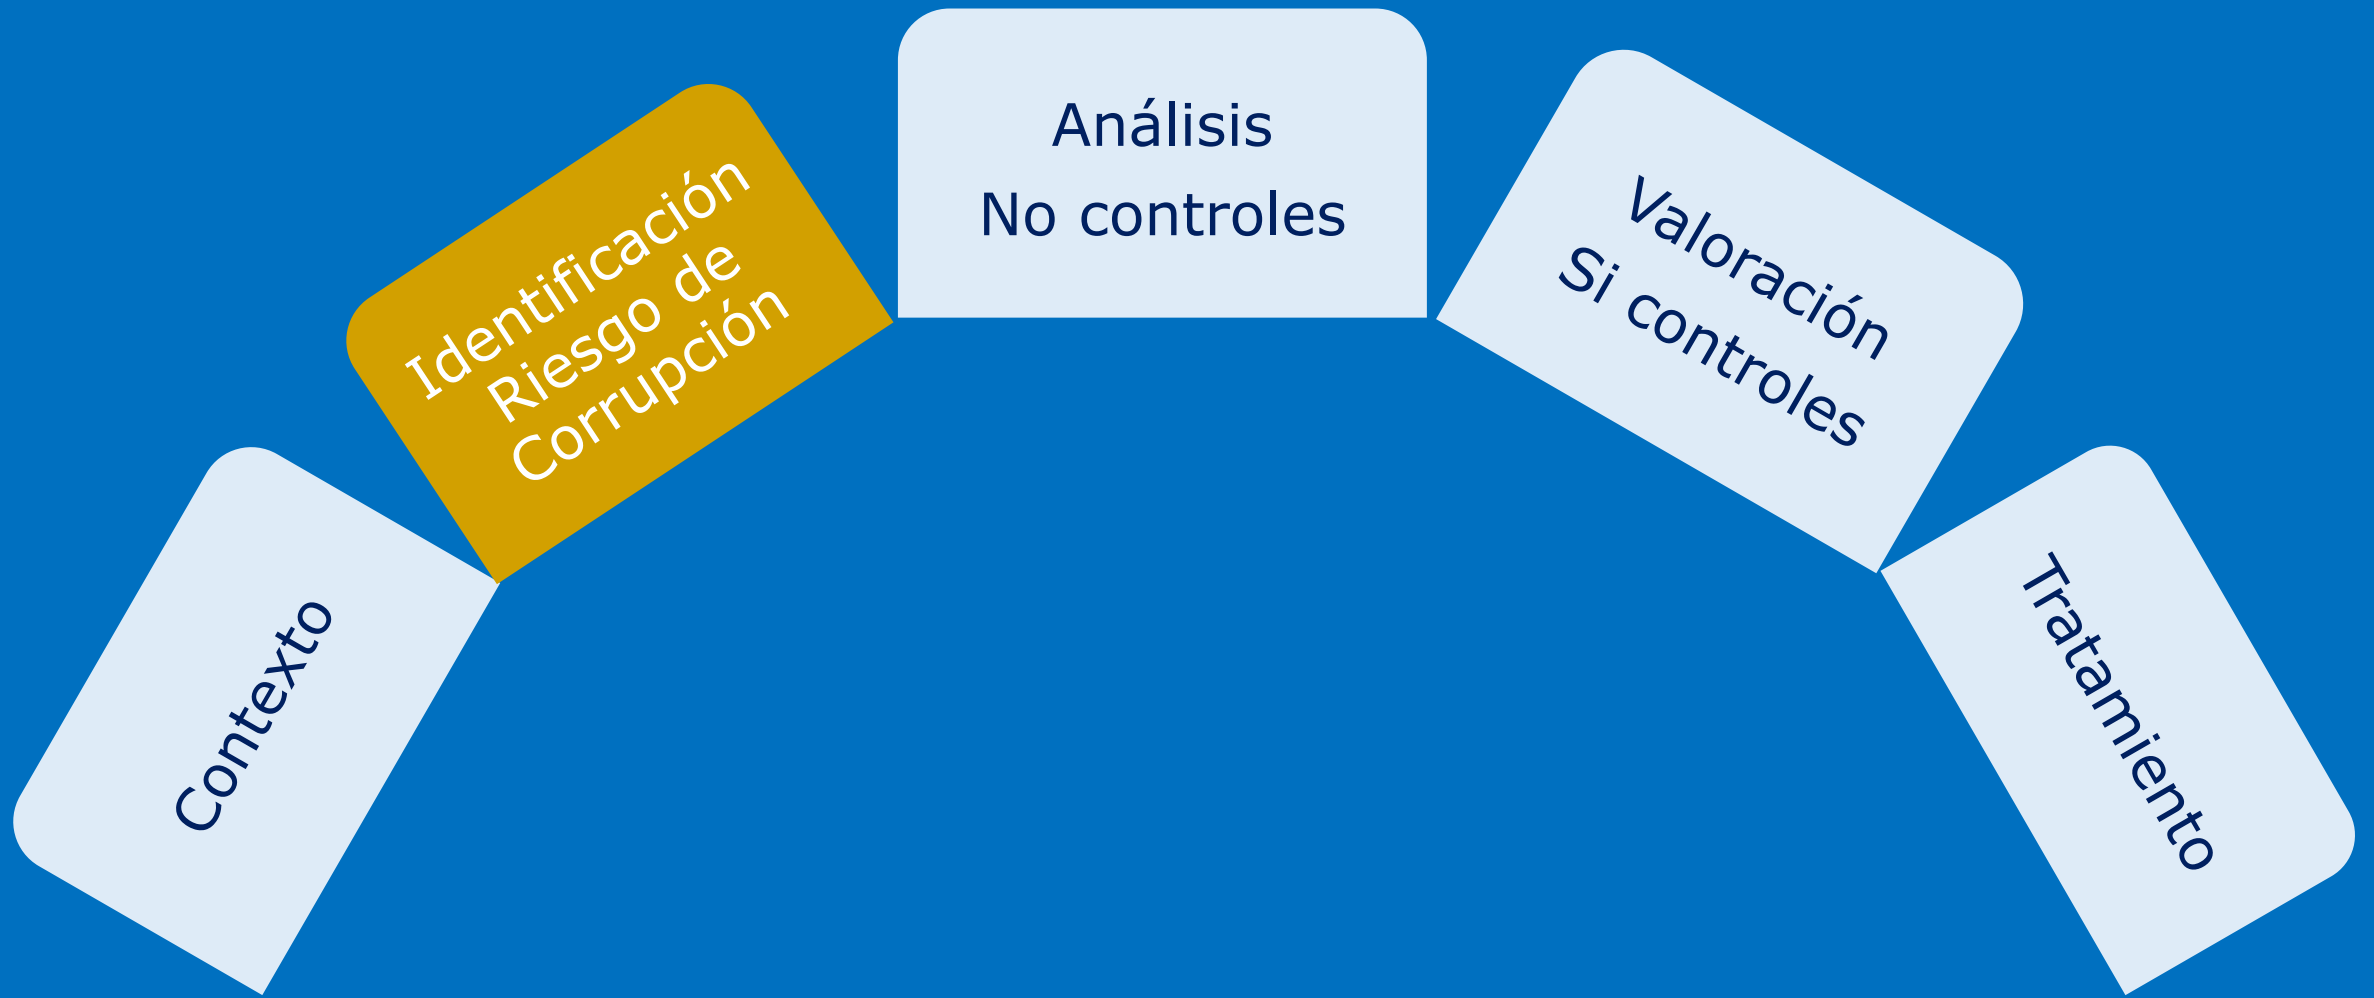 Contexto
Identificación
Riesgo de
Corrupción
Análisis
No controles
Valoración
Si controles
Tratamiento